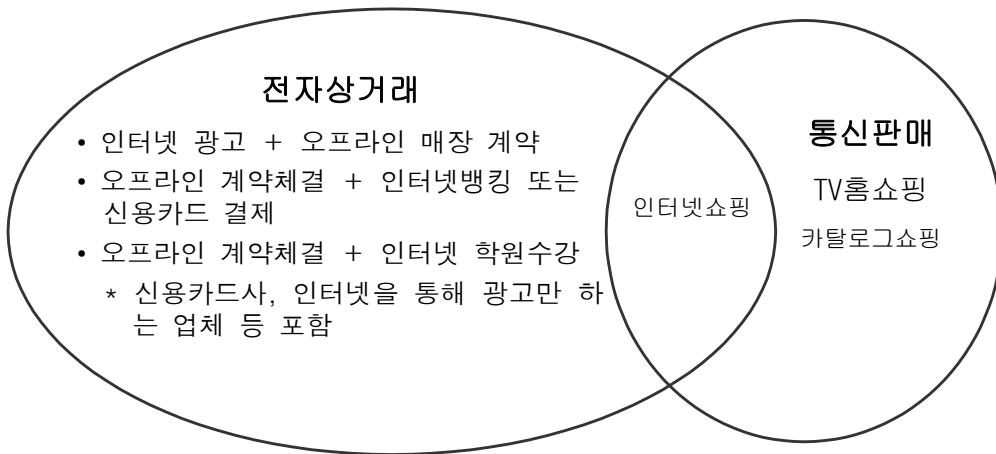 전자상거래
• 인터넷 광고 + 오프라인 매장 계약
• 오프라인 계약체결 + 인터넷뱅킹 또는
신용카드 결제
• 오프라인 계약체결 + 인터넷 학원수강
* 신용카드사, 인터넷을 통해 광고만 하
는 업체 등 포함
인터넷쇼핑
통신판매
TV홈쇼핑
카탈로그쇼핑